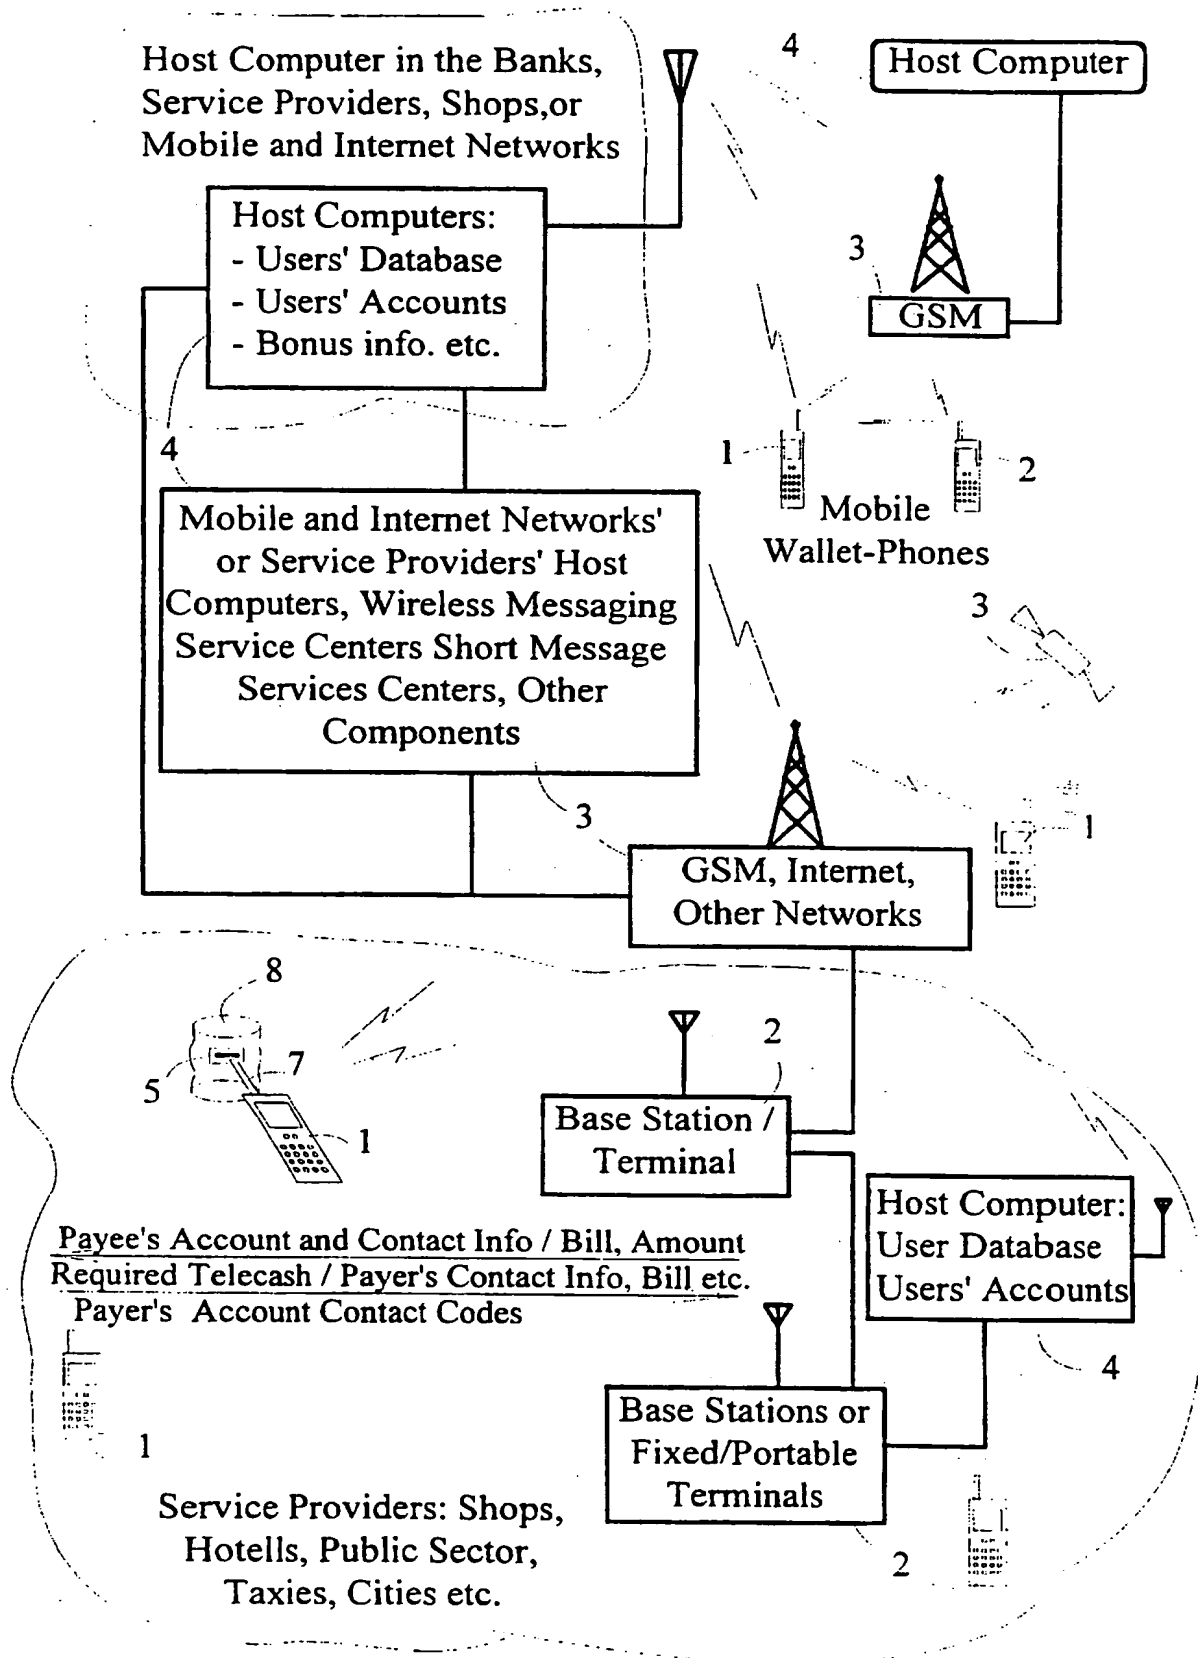 Host Computer in the Banks,
Service Providers, Shops,or
Mobile and Internet Networks
4
Host Computer
Host Computers:
- Users' Database
- Users' Accounts
- Bonus info. etc.
3
GSM
4
1
2
Mobile
Wallet-Phones
Mobile and Internet Networks'
or Service Providers' Host
Computers, Wireless Messaging
Service Centers Short Message
Services Centers, Other
Components
3
3
1
GSM, Internet,
Other Networks
8
5
7
1
2
Base Station /
Terminal
Host Computer:
User Database
Users' Accounts
Payee's Account and Contact Info / Bill, Amount
Required Telecash / Payer's Contact Info, Bill etc.
Payer's Account Contact Codes
4
1
Base Stations or
Fixed/Portable
Terminals
2
Service Providers: Shops,
Hotells, Public Sector,
Taxies, Cities etc.